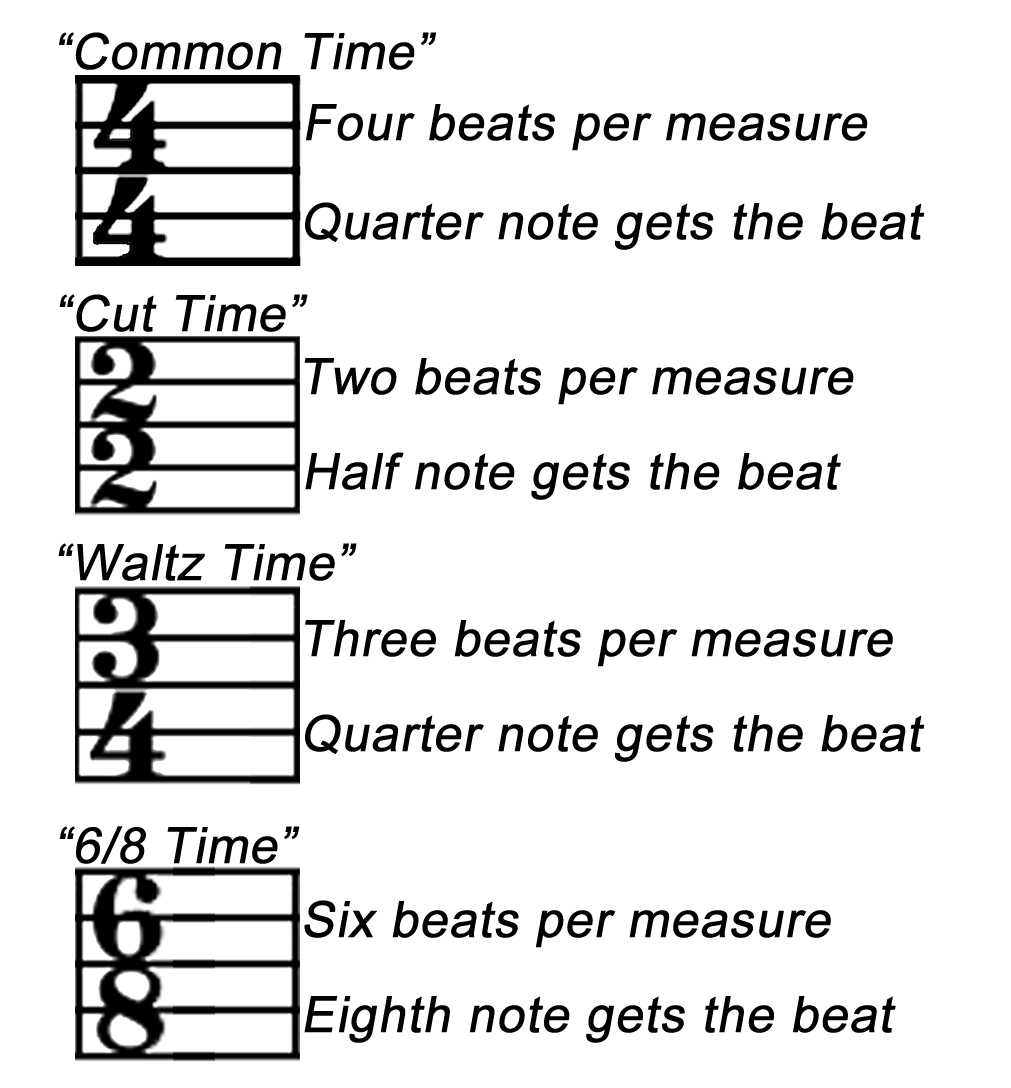 “Common Time”
4 Four beats per measure
4 Quarter note gets the beat
“Cut Time”
2 Two beats per measure
2 Half note gets the beat
“Waltz Time”
3 Three beats per measure
4 Quarter note gets the beat
“6/8 Time”
6 Six beats per measure
8 Eighth note gets the beat